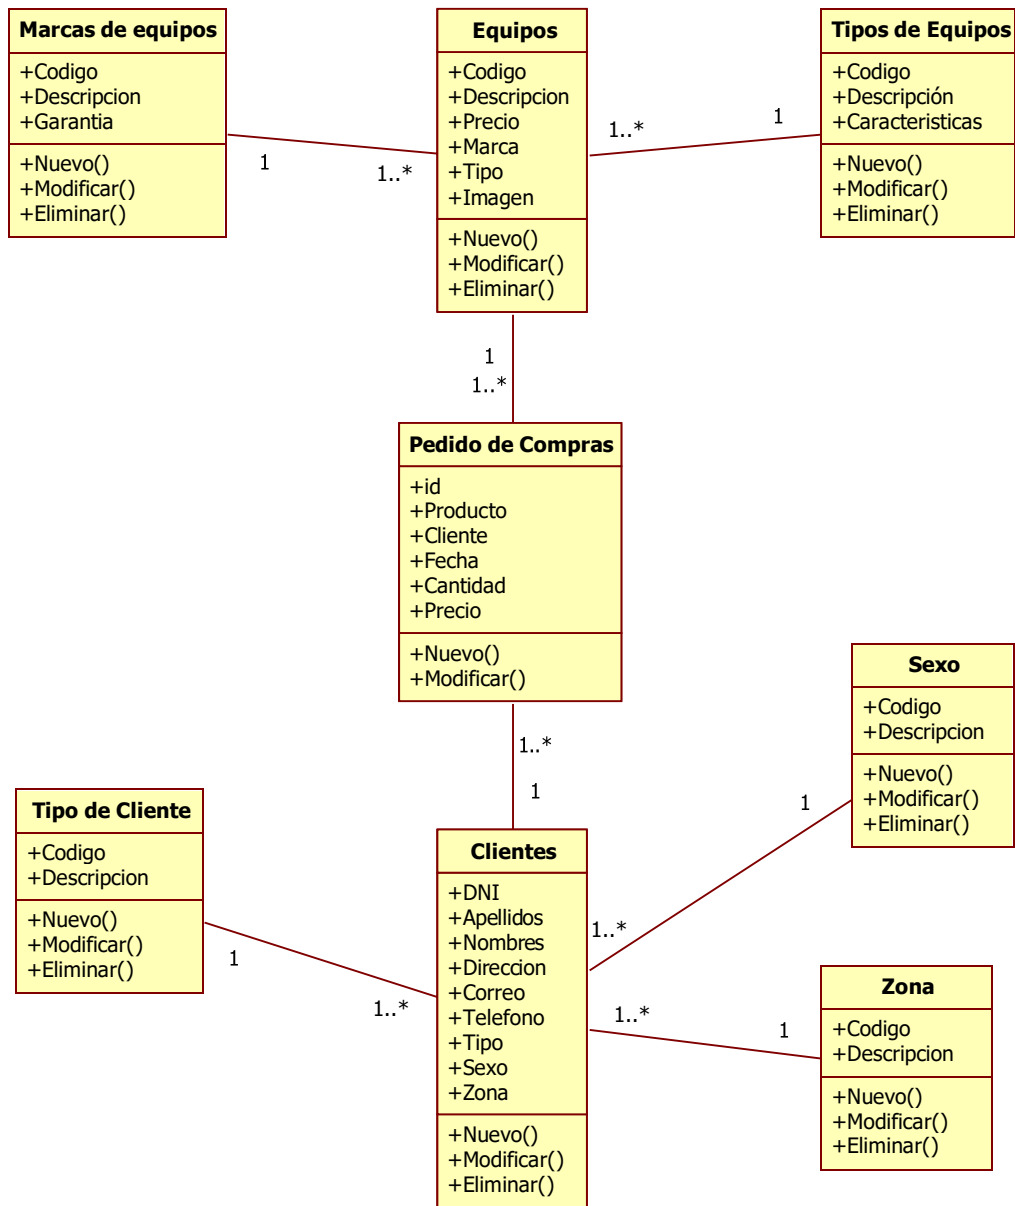 Marcas de equipos
+Codigo
+Descripcion
+Garantia
+Nuevo()
+Modificar()
+Eliminar()
1
1..*
Equipos
+Codigo
+Descripcion
+Precio
+Marca
+Tipo
+Imagen
+Nuevo()
+Modificar()
+Eliminar()
1..*
1
Tipos de Equipos
+Codigo
+Descripción
+Caracteristicas
+Nuevo()
+Modificar()
+Eliminar()
1
1..*
Pedido de Compras
+id
+Producto
+Cliente
+Fecha
+Cantidad
+Precio
+Nuevo()
+Modificar()
1..*
1
Tipo de Cliente
+Codigo
+Descripcion
+Nuevo()
+Modificar()
+Eliminar()
1
1..*
Clientes
+DNI
+Apellidos
+Nombres
+Direccion
+Correo
+Telefono
+Tipo
+Sexo
+Zona
+Nuevo()
+Modificar()
+Eliminar()
1
1..*
Sexo
+Codigo
+Descripcion
+Nuevo()
+Modificar()
+Eliminar()
1..*
1
Zona
+Codigo
+Descripcion
+Nuevo()
+Modificar()
+Eliminar()